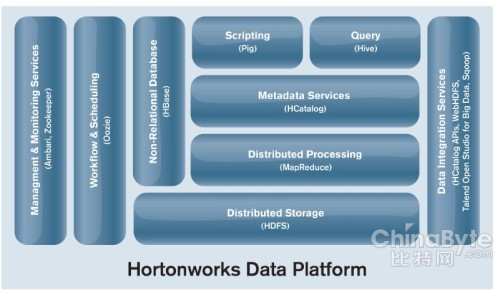 Managment & Monitoring Services
(Ambari, Zookeeper)
Workflow & Scheduling
(Oozie)
Non-Relational Database
(HBase)
Scripting
(Pig)
Query
(Hive)
Metadata Services
(HCatalog)
Distributed Processing
(MapReduce)
Distributed Storage
(HDFS)
Data Integration Services
(HCatalog APIs, WebHDFS,
Talend Open Studio for Big Data, Sqoop)
ChinaByte
比特网
Hortonworks Data Platform